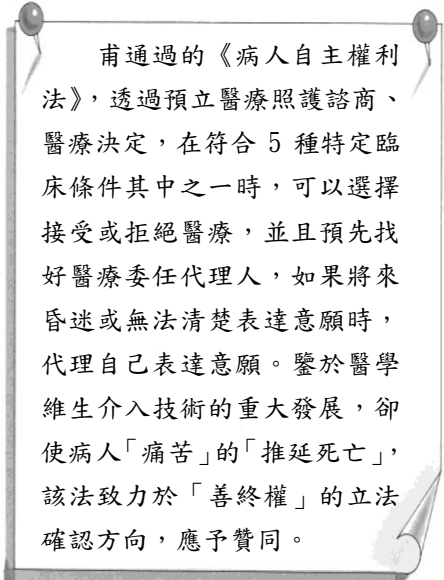 甫通過的《病人自主權利
法》，透過預立醫療照護諮商、
醫療決定，在符合 5 種特定臨
床條件其中之一時，可以選擇
接受或拒絕醫療，並且預先找
好醫療委任代理人，如果將來
昏迷或無法清楚表達意願時，
代理自己表達意願。鑒於醫學
維生介入技術的重大發展，卻
使病人「痛苦」的「推延死亡」，
該法致力於「善終權」的立法
確認方向，應予贊同。